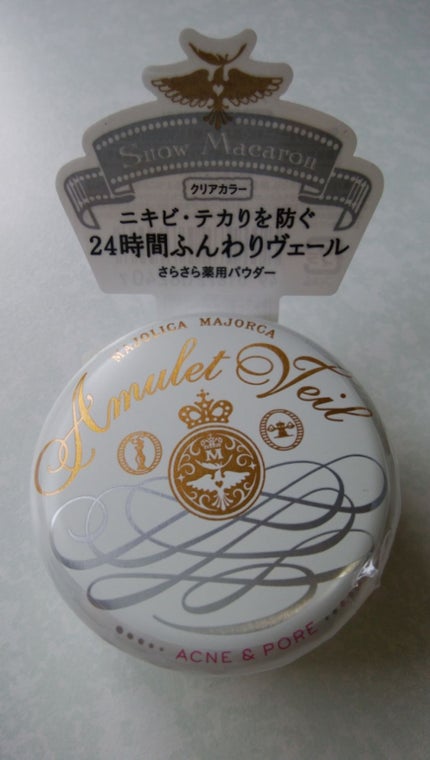 Snow Macaron
クリアカラー
ニキビ・テカりを防ぐ
24時間ふんわりヴェール
さらさら薬用パウダー
MAJOLICA MAJORCA
Amulet Veil
M
ACNE & PORE